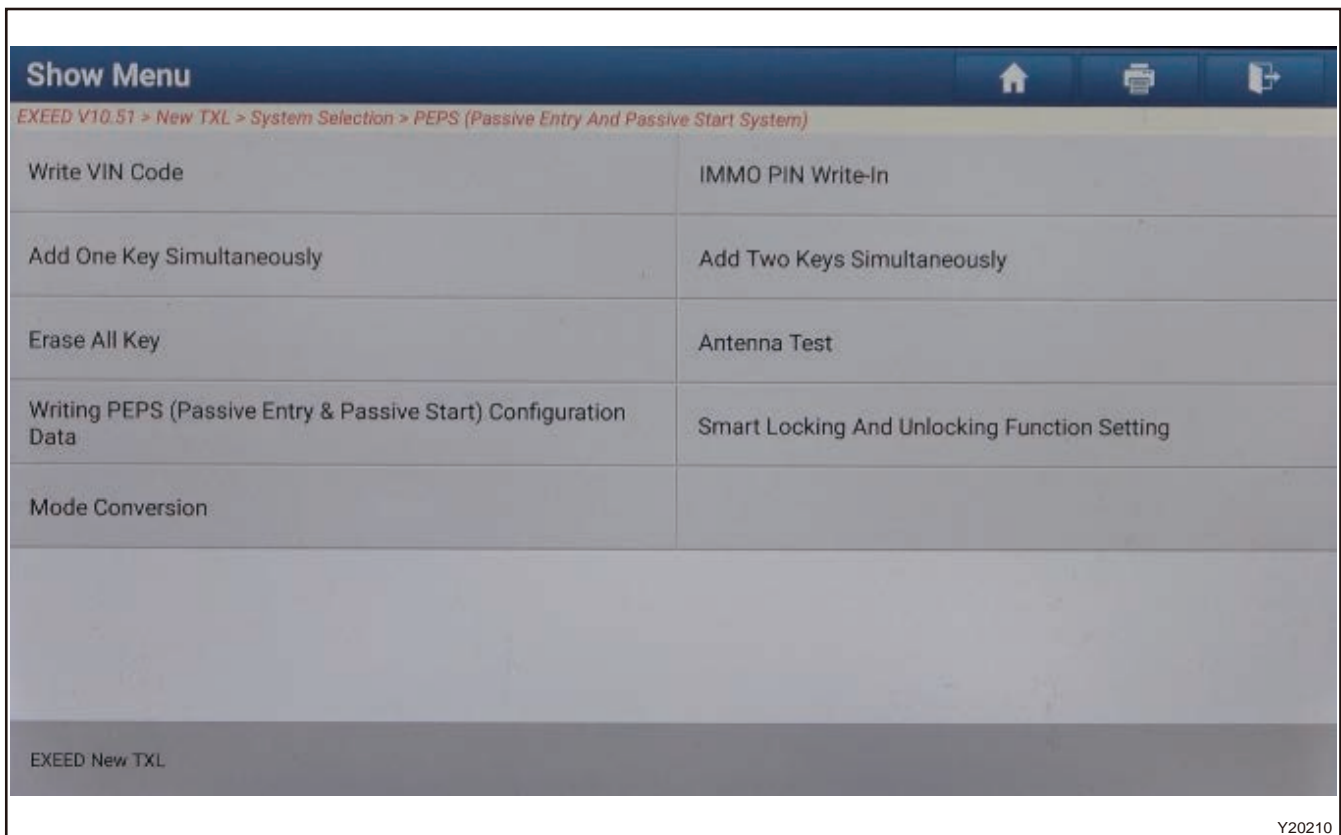 Show Menu
EXEED V10.51 > New TXL > System Selection > PEPS (Passive Entry And Passive Start System)
Write VIN Code
IMMO PIN Write-In
Add One Key Simultaneously
Add Two Keys Simultaneously
Erase All Key
Antenna Test
Writing PEPS (Passive Entry & Passive Start) Configuration
Data
Smart Locking And Unlocking Function Setting
Mode Conversion
EXEED New TXL
Y20210